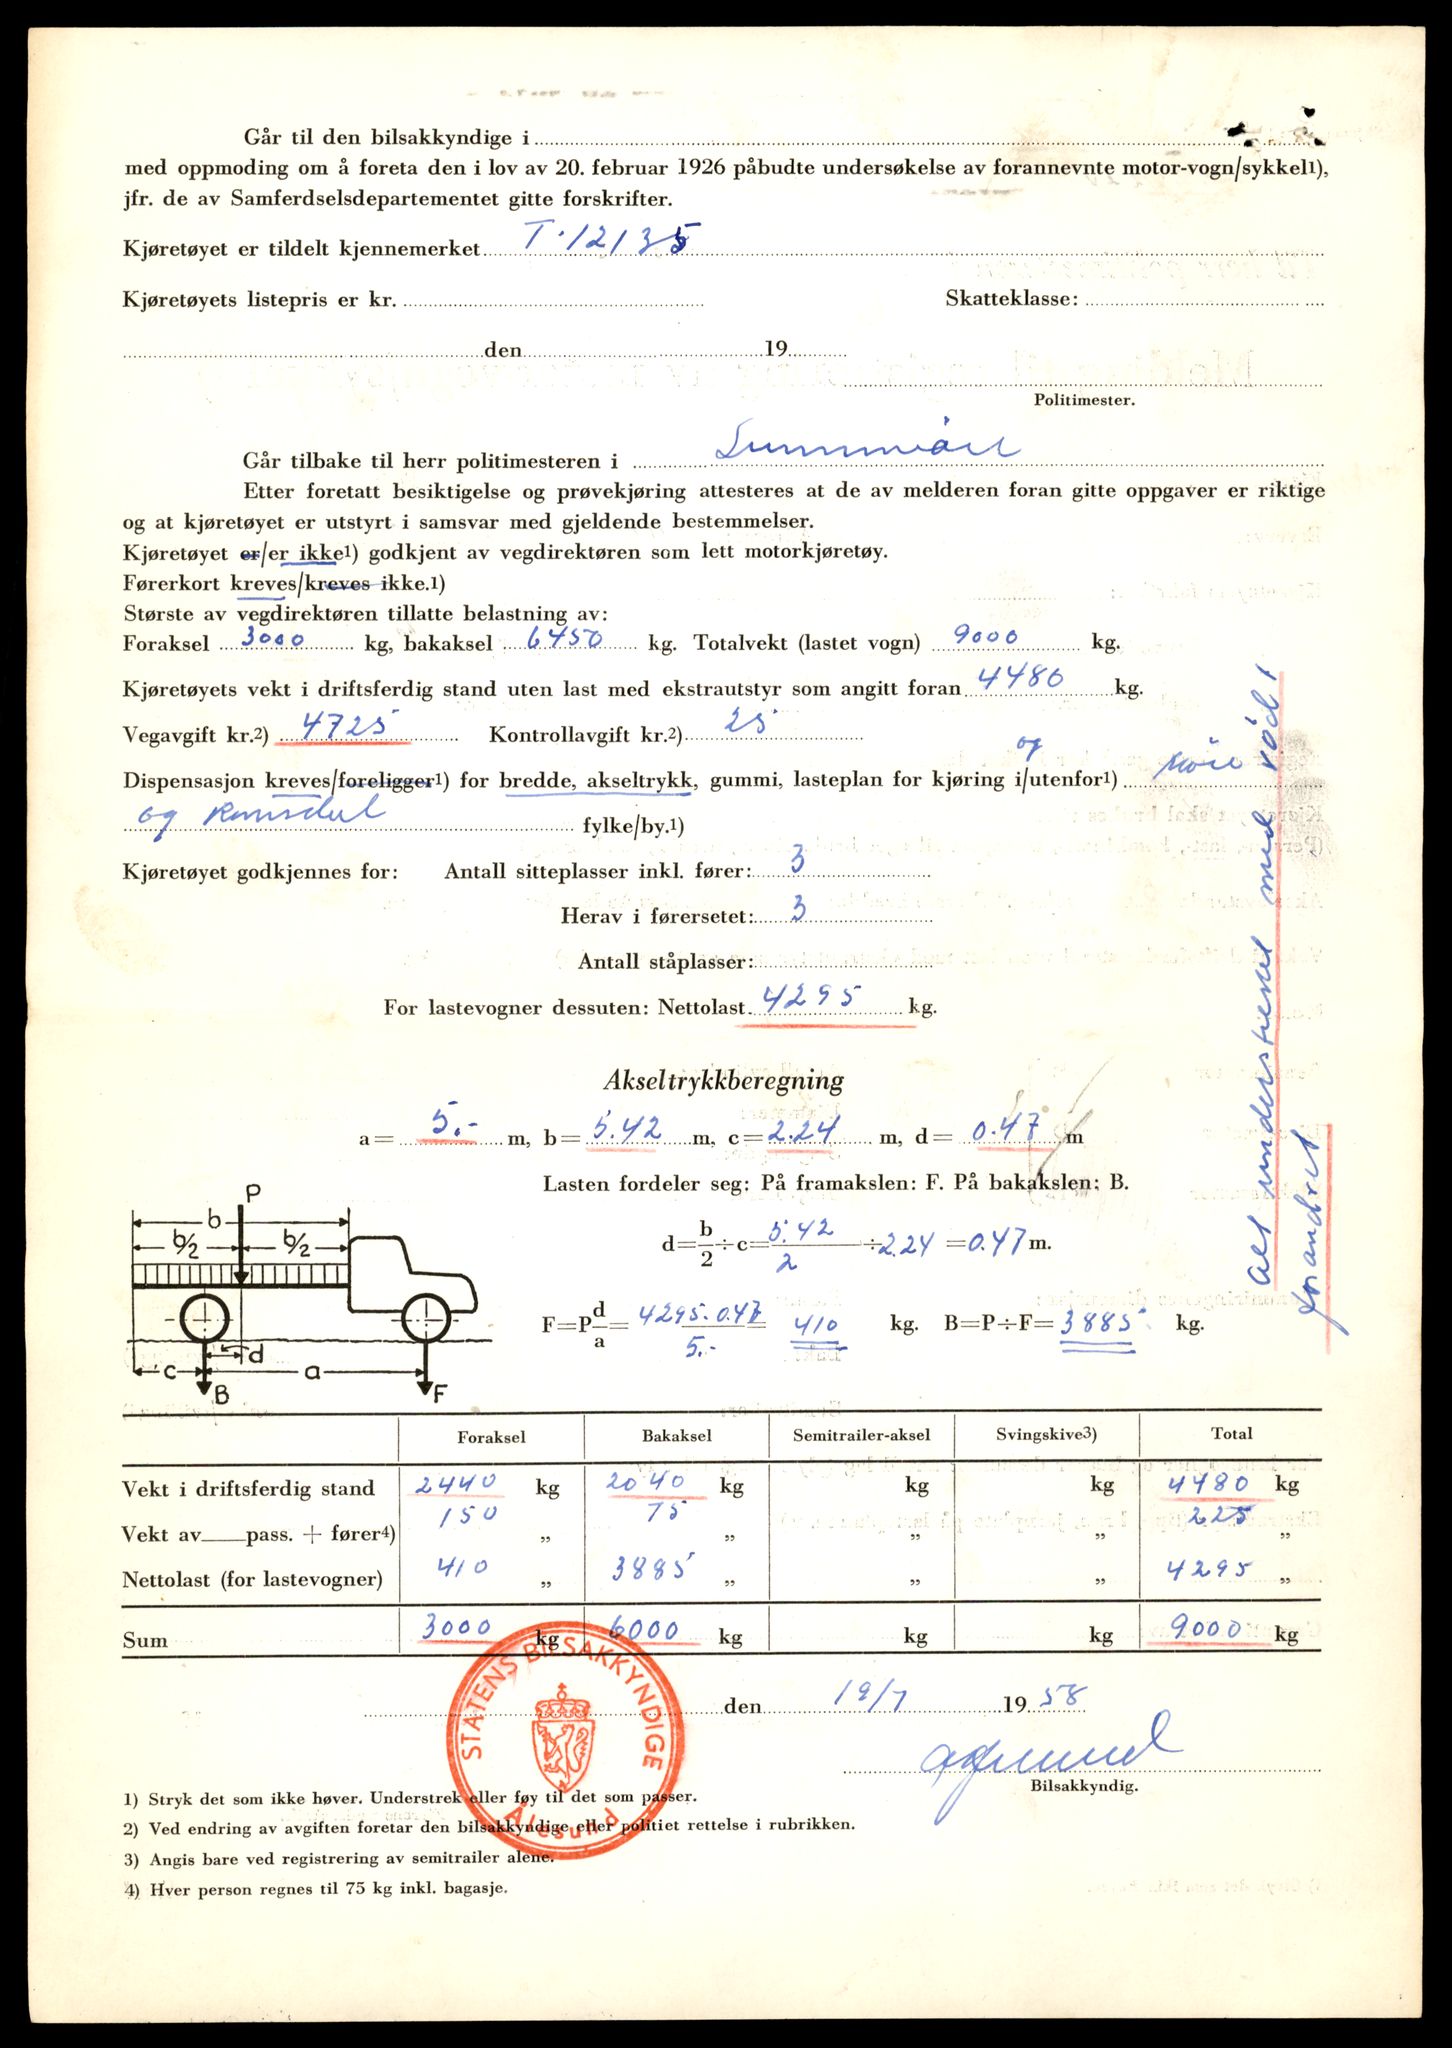 Går til den bilsakkyndige i
med oppmoding om å foreta den i lov av 20. februar 1926 påbudte undersøkelse av forannevnte motor-vogn/sykkel1),
jfr. de av Samferdselsdepartementet gitte forskrifter.
Kjøretøyet er tildelt kjennemerket T.12135
Kjøretøyets listepris er kr. Skatteklasse:
den 19
Politimester.
Går tilbake til herr politimesteren i Sunnmöre
Etter foretatt besiktigelse og prøvekjøring attesteres at de av melderen foran gitte oppgaver er riktige
og at kjøretøyet er utstyrt i samsvar med gjeldende bestemmelser.
Kjøretøyet er/er ikke1) godkjent av vegdirektøren som lett motorkjøretøy.
Førerkort kreves/kreves ikke.1)
Største av vegdirektøren tillatte belastning av:
Foraksel 3000 kg, bakaksel 6450 kg. Totalvekt (lastet vogn) 9000 kg.
Kjøretøyets vekt i driftsferdig stand uten last med ekstrautstyr som angitt foran 4480 kg.
Vegavgift kr.2) 4725 Kontrollavgift kr.2) 25
og
Dispensasjon kreves/foreligger1) for bredde, akseltrykk, gummi, lasteplan for kjøring i/utenfor1) Möre
og Romsdal fylke/by.1)
Kjøretøyet godkjennes for: Antall sitteplasser inkl. fører: 3
Herav i førersetet: 3
Antall ståplasser:
For lastevogner dessuten: Nettolast 4295 kg.
Alt understreket med rödt
forandret
Akseltrykkberegning
a= 5.- m, b= 5.42 m, c= 2.24 m, d= 0.47 m
Lasten fordeler seg: På framakslen: F. På bakakslen: B.
d=b/2÷c= 5.42/2 ÷ 2.24 =0.47 m.
F=P d/a= 4295.0.47/5.- = 410 kg. B=P÷F= 3885 kg.
P
b
b/2 b/2
c d a
B F
Foraksel Bakaksel Semitrailer-aksel Svingskive3) Total
Vekt i driftsferdig stand 2440 kg 2040 kg kg kg 4480 kg
Vekt av pass. + fører4) 150 „ 75 „ „ „ 225 „
Nettolast (for lastevogner) 410 „ 3885 „ „ „ 4295 „
Sum 3000 kg 6000 kg kg kg 9000 kg
den 19/7 1958
Bilsakkyndig.
STATENS BILSAKKYNDIGE
Ålesund
1) Stryk det som ikke høver. Understrek eller føy til det som passer.
2) Ved endring av avgiften foretar den bilsakkyndige eller politiet rettelse i rubrikken.
3) Angis bare ved registrering av semitrailer alene.
4) Hver person regnes til 75 kg inkl. bagasje.